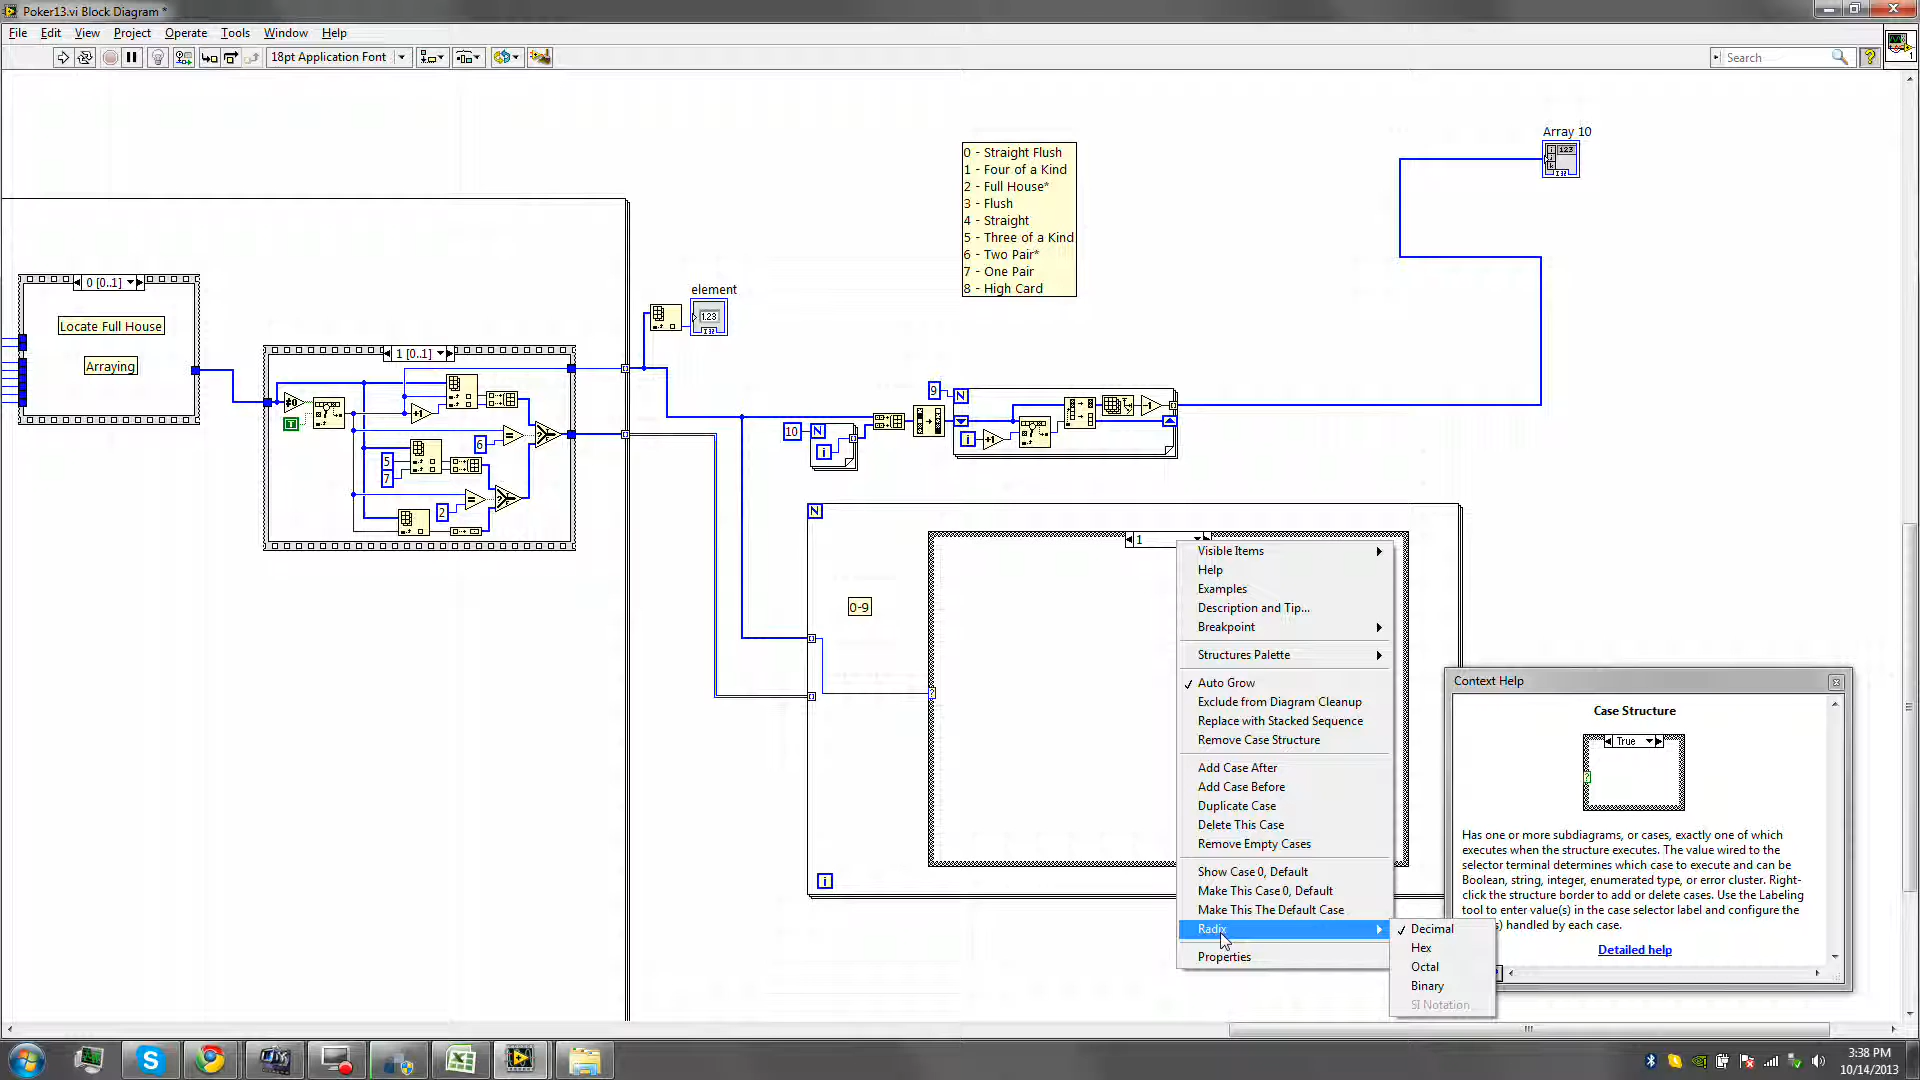 Poker13.vi Block Diagram *
File Edit View Project Operate Tools Window Help
18pt Application Font
Search
Array 10
0 - Straight Flush
1 - Four of a Kind
2 - Full House*
3 - Flush
4 - Straight
5 - Three of a Kind
6 - Two Pair*
7 - One Pair
8 - High Card
0 [0..1]
Locate Full House
Arraying
1 [0..1]
element
1.23
123
T
+1
6
5
7
2
9
N
10
N
i
i
+1
-1
N
1
0-9
i
Visible Items
Help
Examples
Description and Tip...
Breakpoint
Structures Palette
Auto Grow
Exclude from Diagram Cleanup
Replace with Stacked Sequence
Remove Case Structure
Add Case After
Add Case Before
Duplicate Case
Delete This Case
Remove Empty Cases
Show Case 0, Default
Make This Case 0, Default
Make This The Default Case
Radix
Properties
Decimal
Hex
Octal
Binary
SI Notation
Context Help
Case Structure
True
Has one or more subdiagrams, or cases, exactly one of which
executes when the structure executes. The value wired to the
selector terminal determines which case to execute and can be
Boolean, string, integer, enumerated type, or error cluster. Right-
click the structure border to add or delete cases. Use the Labeling
tool to enter value(s) in the case selector label and configure the
s) handled by each case.
Detailed help
3:38 PM
10/14/2013